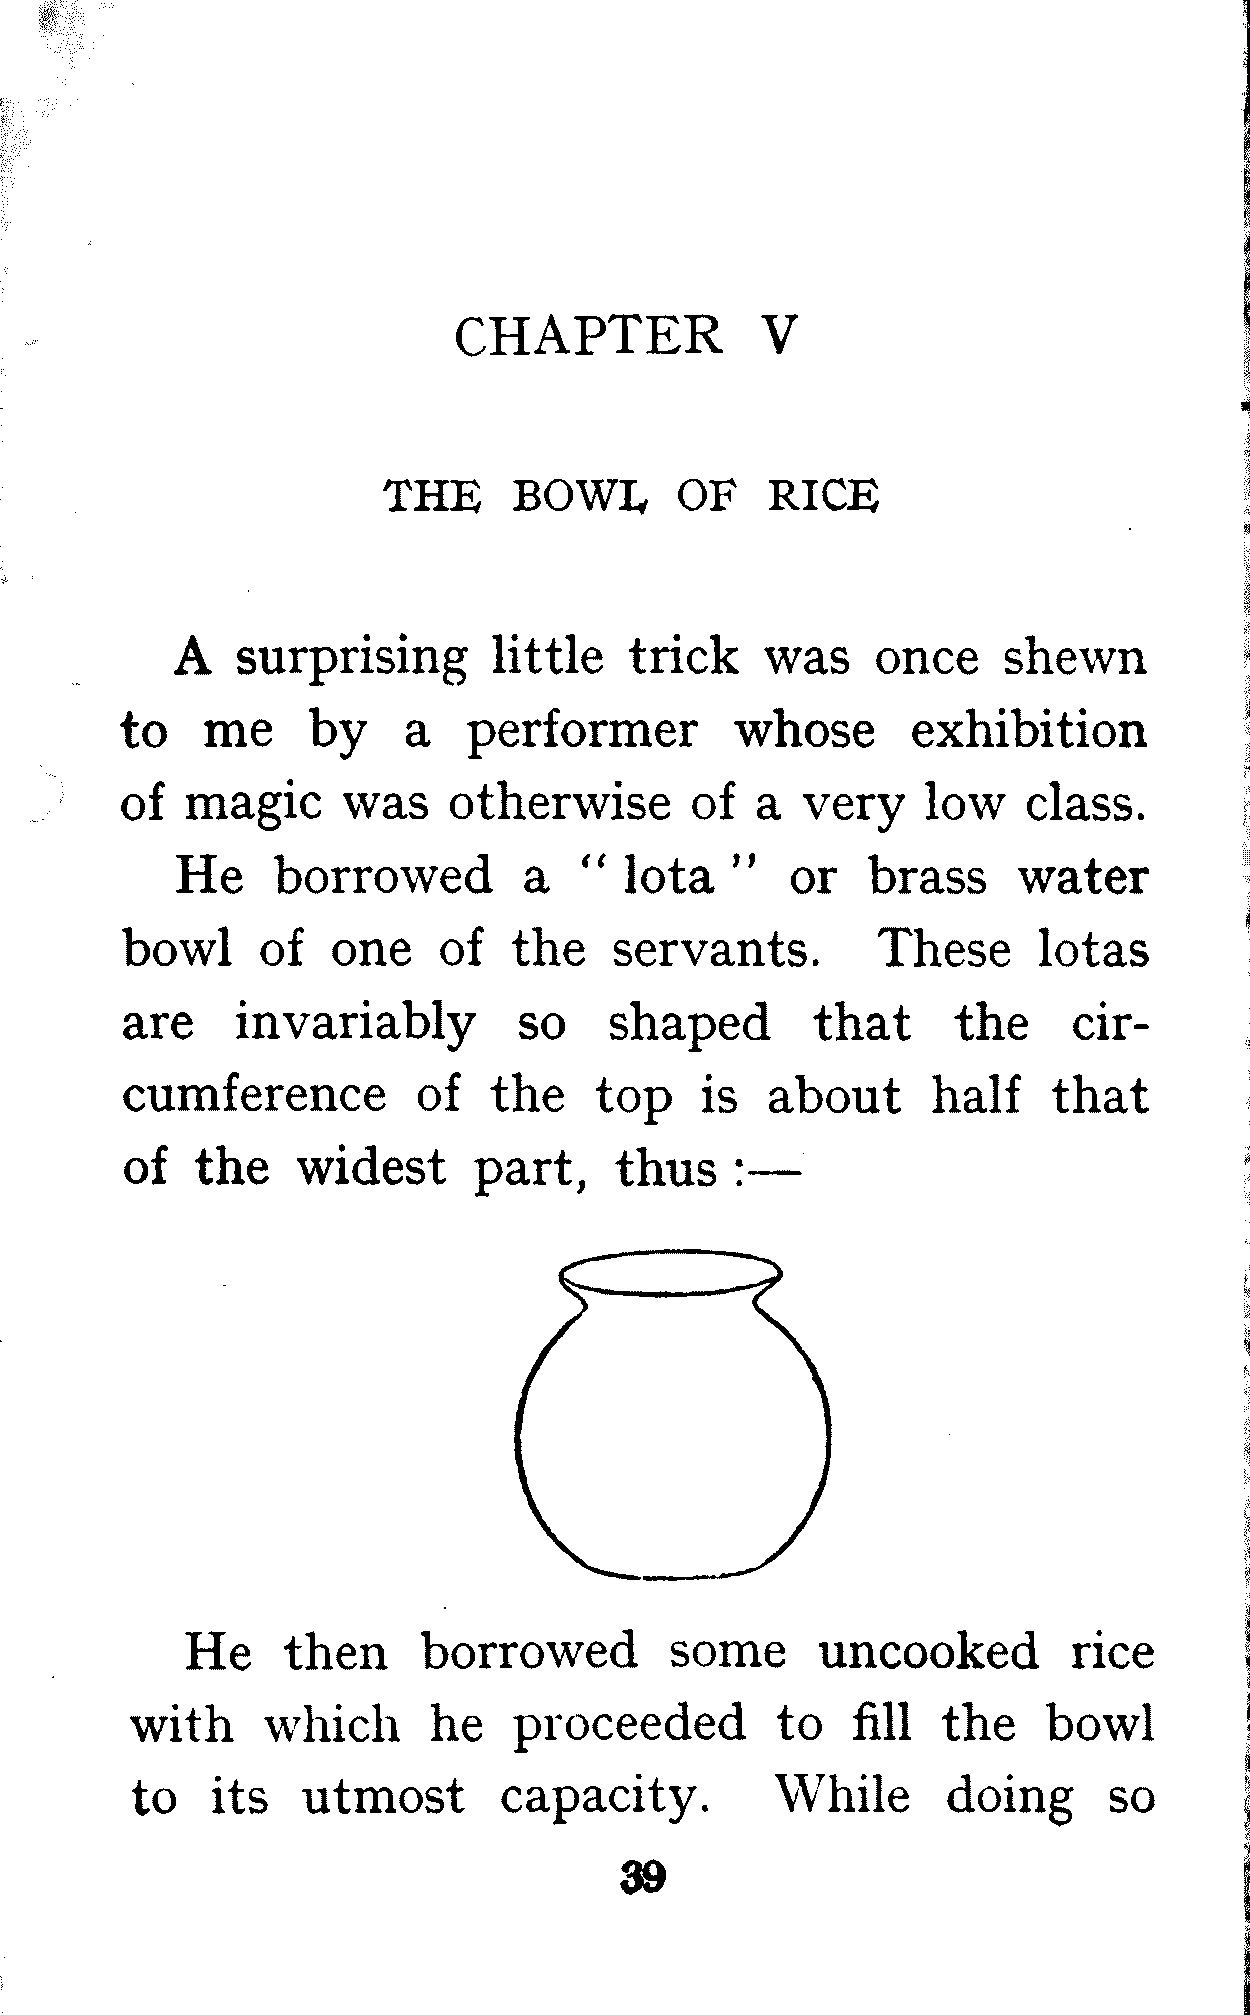 CHAPTER V
THE BOWL OF RICE
A surprising little trick was once shewn
to me by a performer whose exhibition
of magic was otherwise of a very low class.
He borrowed a “ lota ” or brass water
bowl of one of the servants. These lotas
are invariably so shaped that the cir-
cumference of the top is about half that
of the widest part, thus :—
He then borrowed some uncooked rice
with which he proceeded to fill the bowl
to its utmost capacity. While doing so
39